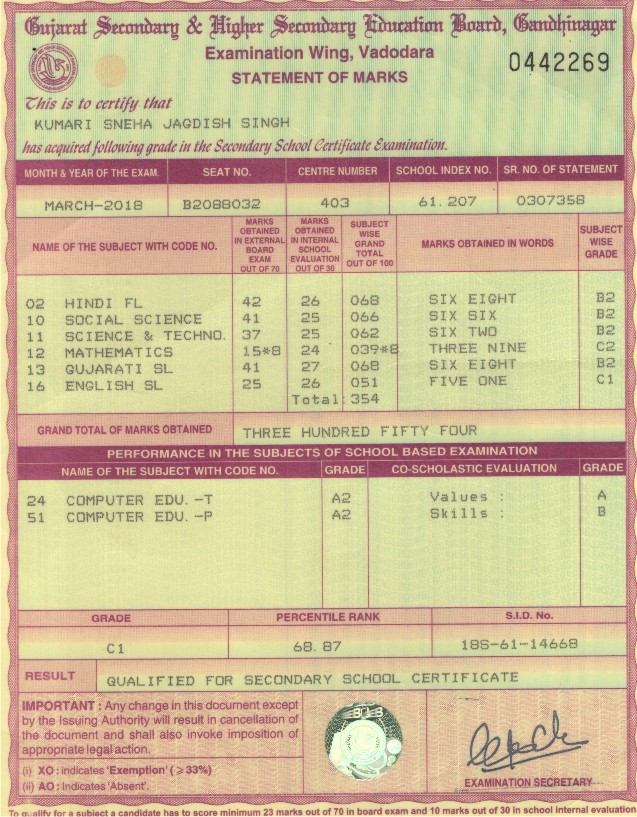 Gujarat Secondary & Higher Secondary Education Board, Gandhinagar
Examination Wing, Vadodara
0442269
STATEMENT OF MARKS
This is to certify that
KUMARI SNEHA JAGDISH SINGH
has acquired following grade in the Secondary School Certificate Examination.
MONTH & YEAR OF THE EXAM. SEAT NO. CENTRE NUMBER SCHOOL INDEX NO. SR. NO. OF STATEMENT
MARCH-2018 B2088032 403 61.207 0307358
NAME OF THE SUBJECT WITH CODE NO. MARKS OBTAINED IN EXTERNAL BOARD EXAM OUT OF 70 MARKS OBTAINED IN INTERNAL SCHOOL EVALUATION OUT OF 30 SUBJECT WISE GRAND TOTAL OUT OF 100 MARKS OBTAINED IN WORDS SUBJECT WISE GRADE
02 HINDI FL 42 26 068 SIX EIGHT B2
10 SOCIAL SCIENCE 41 25 066 SIX SIX B2
11 SCIENCE & TECHNO. 37 25 062 SIX TWO B2
12 MATHEMATICS 15*8 24 039*8 THREE NINE C2
13 GUJARATI SL 41 27 068 SIX EIGHT B2
16 ENGLISH SL 25 26 051 FIVE ONE C1
Total: 354
GRAND TOTAL OF MARKS OBTAINED THREE HUNDRED FIFTY FOUR
PERFORMANCE IN THE SUBJECTS OF SCHOOL BASED EXAMINATION
NAME OF THE SUBJECT WITH CODE NO. GRADE CO-SCHOLASTIC EVALUATION GRADE
24 COMPUTER EDU. -T A2 Values : A
51 COMPUTER EDU. -P A2 Skills : B
GRADE PERCENTILE RANK S.I.D. No.
C1 68.87 18S-61-14668
RESULT QUALIFIED FOR SECONDARY SCHOOL CERTIFICATE
IMPORTANT : Any change in this document except
by the Issuing Authority will result in cancellation of
the document and shall also invoke imposition of
appropriate legal action.
(i) XO : indicates 'Exemption' ( > 33%)
(ii) AO : Indicates 'Absent'.
EXAMINATION SECRETARY
To qualify for a subject a candidate has to score minimum 23 marks out of 70 in board exam and 10 marks out of 30 in school internal evaluation